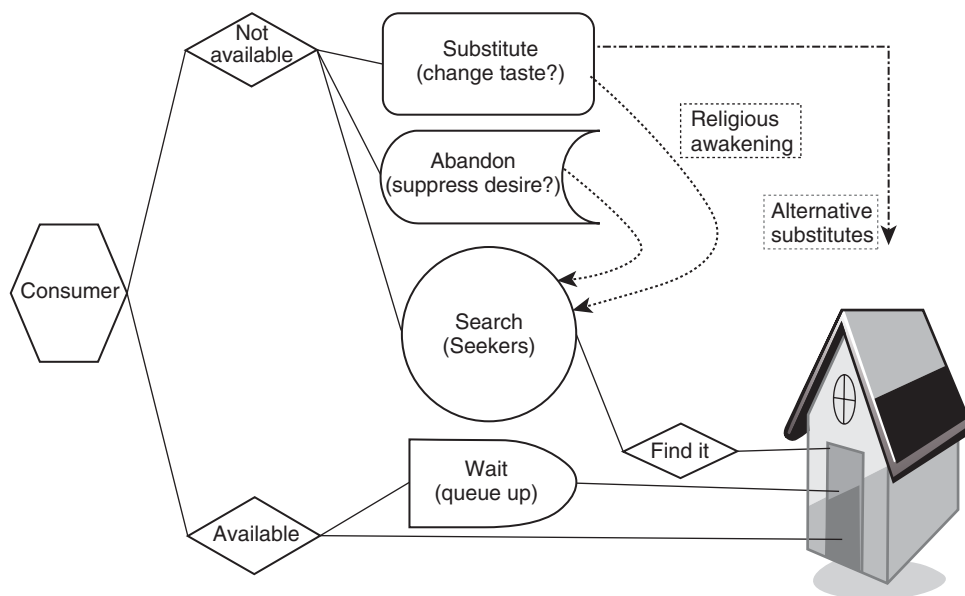 Not
available
Substitute
(change taste?)
Religious
awakening
Abandon
(suppress desire?)
Alternative
substitutes
Consumer
Search
(Seekers)
Find it
Wait
(queue up)
Available